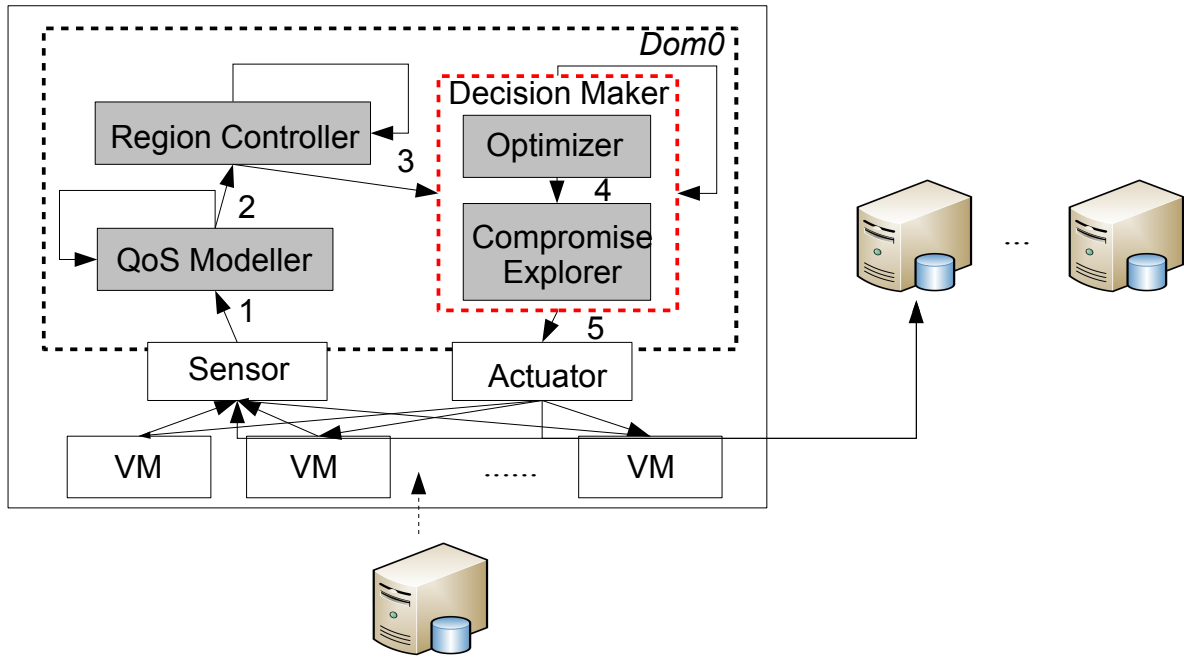 Dom0
Decision Maker
Region Controller
3
Optimizer
4
2
QoS Modeller
Compromise
Explorer
1
5
Sensor
Actuator
VM
VM
......
VM
...